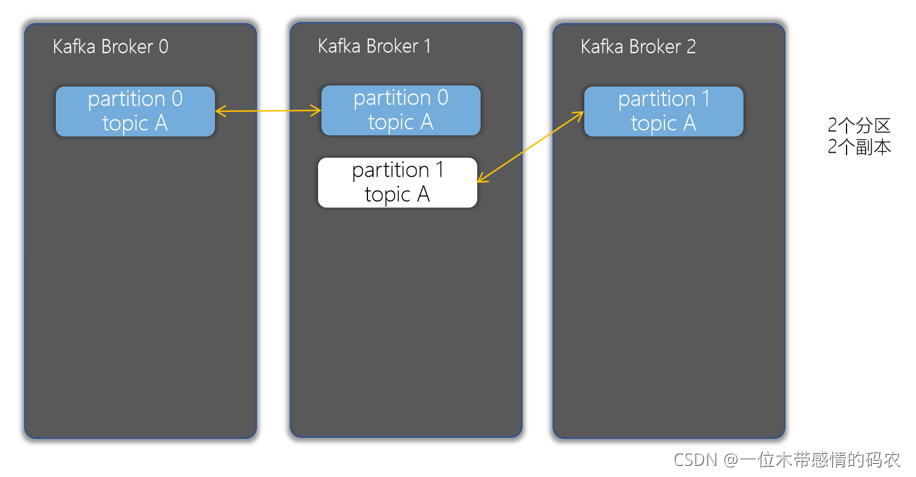 Kafka Broker 0
partition 0
topic A
Kafka Broker 1
partition 0
topic A
partition 1
topic A
Kafka Broker 2
partition 1
topic A
2个分区
2个副本
CSDN @一位木带感情的码农